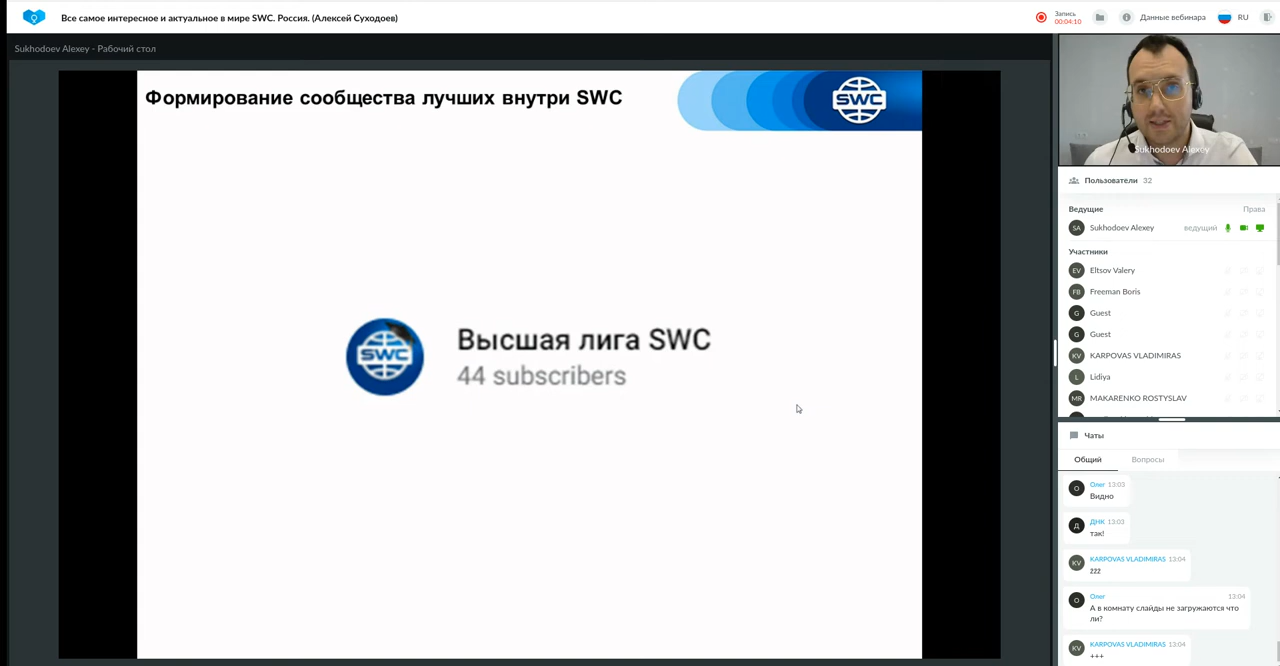 Все самое интересное и актуальное в мире SWC. Россия. (Алексей Суходоев)
Запись
00:04:10
Данные вебинара
RU
Sukhodoev Alexey - Рабочий стол
Формирование сообщества лучших внутри SWC
SWC
SWC
Высшая лига SWC
44 subscribers
Sukhodoev Alexey
Пользователи 32
Ведущие
Права
SA Sukhodoev Alexey ведущий
Участники
EV Eltsov Valery
FB Freeman Boris
G Guest
G Guest
KV KARPOVAS VLADIMIRAS
L Lidiya
MR MAKARENKO ROSTYSLAV
Чаты
Общий
Вопросы
О Олег 13:03
Видно
Д ДНК 13:03
так!
KV KARPOVAS VLADIMIRAS 13:04
zzz
О Олег 13:04
А в комнату слайды не загружаются что
ли?
KV KARPOVAS VLADIMIRAS 13:04
+++